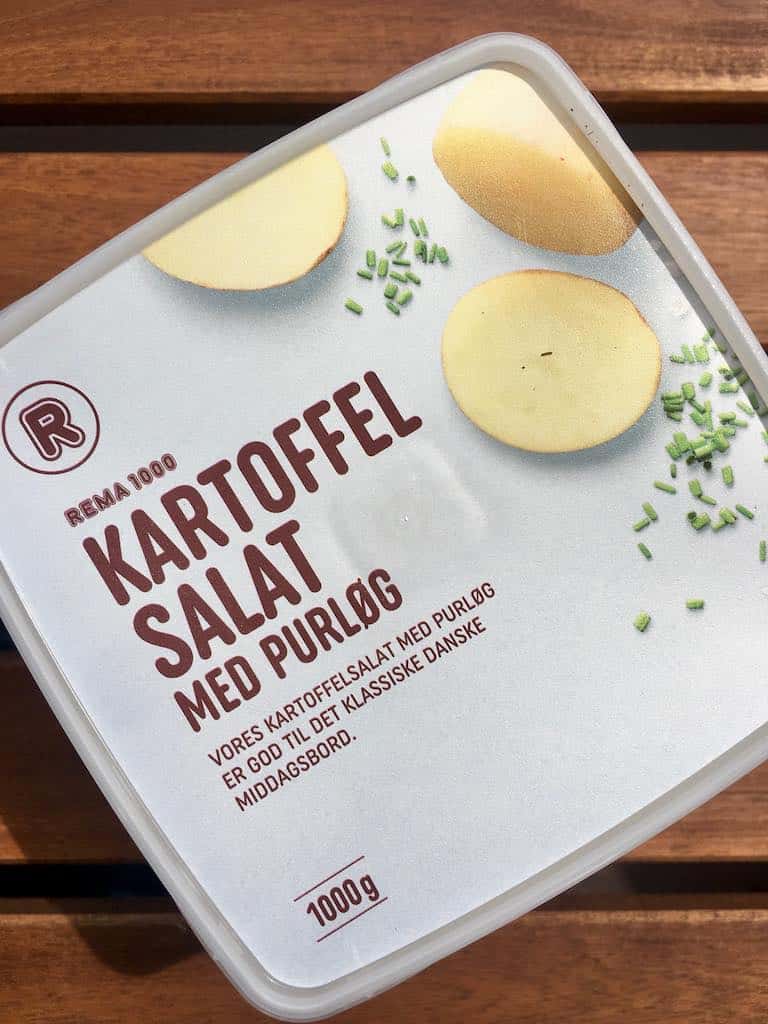 R
REMA 1000
KARTOFFEL
SALAT
MED PURLØG
VORES KARTOFFELSALAT MED PURLØG
ER GOD TIL DET KLASSISKE DANSKE
MIDDAGSBORD.
1000g